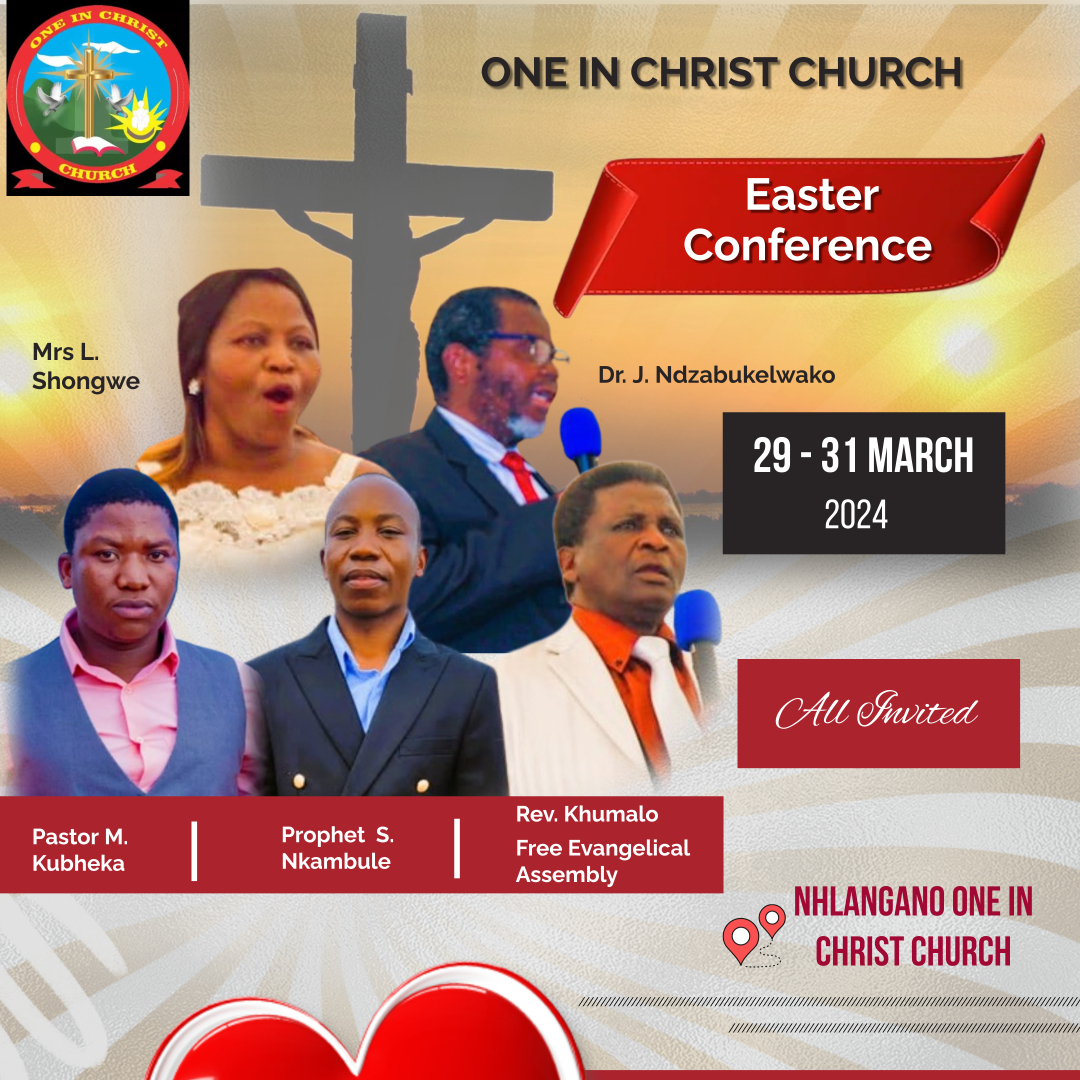 ONE IN CHRIST
CHURCH
ONE IN CHRIST CHURCH
Easter
Conference
Mrs L.
Shongwe
Dr. J. Ndzabukelwako
29 - 31 MARCH
2024
All Invited
Pastor M.
Kubheka
Prophet S.
Nkambule
Rev. Khumalo
Free Evangelical
Assembly
NHLANGANO ONE IN
CHRIST CHURCH